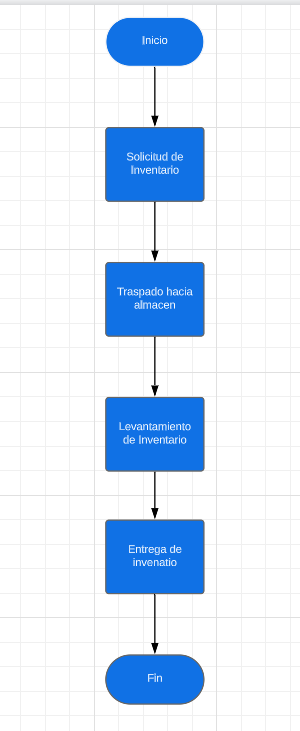 Inicio
Solicitud de
Inventario
Traspado hacia
almacen
Levantamiento
de Inventario
Entrega de
invenatio
Fin